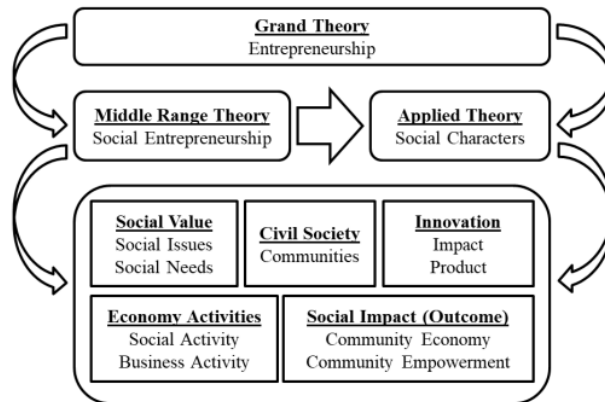 Grand Theory
Entrepreneurship
Middle Range Theory
Social Entrepreneurship
Applied Theory
Social Characters
Social Value
Social Issues
Social Needs
Civil Society
Communities
Innovation
Impact
Product
Economy Activities
Social Activity
Business Activity
Social Impact (Outcome)
Community Economy
Community Empowerment